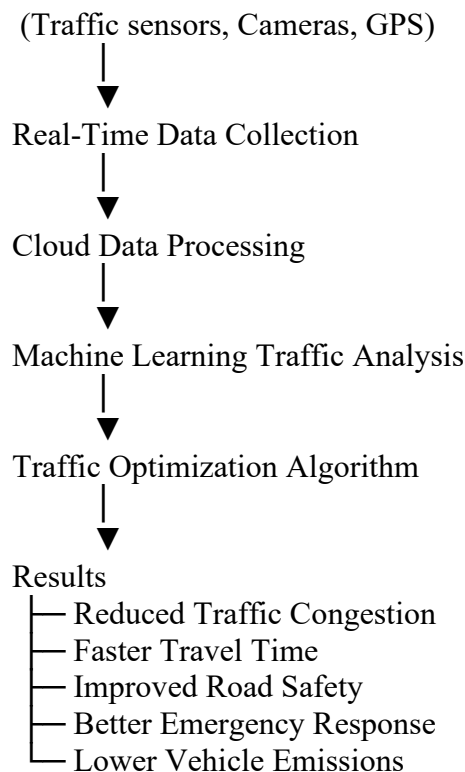 (Traffic sensors, Cameras, GPS)
Real-Time Data Collection
Cloud Data Processing
Machine Learning Traffic Analysis
Traffic Optimization Algorithm
Results
Reduced Traffic Congestion
Faster Travel Time
Improved Road Safety
Better Emergency Response
Lower Vehicle Emissions